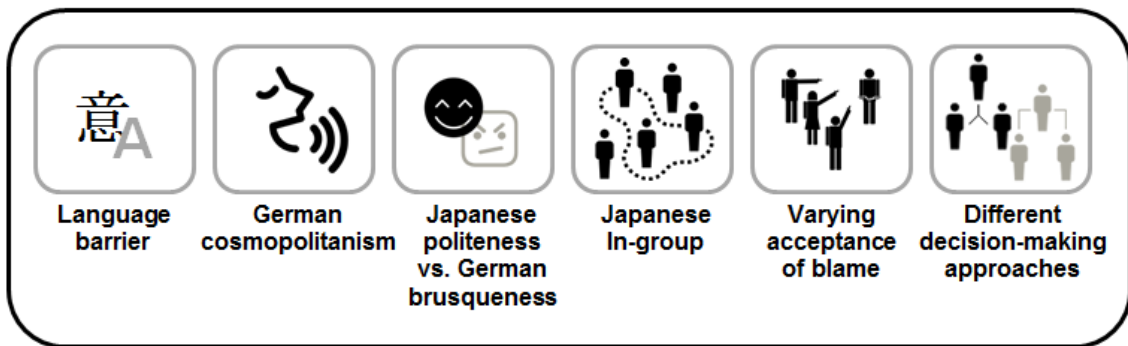 意A
Language
barrier
German
cosmopolitanism
Japanese
politeness
vs. German
brusqueness
Japanese
In-group
Varying
acceptance
of blame
Different
decision-making
approaches